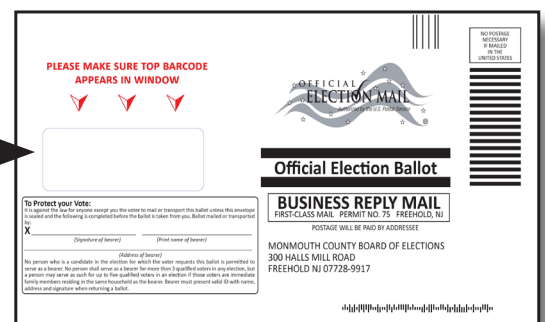 PLEASE MAKE SURE TOP BARCODE
APPEARS IN WINDOW
NO POSTAGE
NECESSARY
IF MAILED
IN THE
UNITED STATES
OFFICIAL
ELECTION MAIL
Authorized by the U.S. Postal Service
®
Official Election Ballot
To Protect your Vote:
It is against the law for anyone except you the voter to mail or transport this ballot unless this envelope
is sealed and the following is completed before the ballot is taken from you. Ballot mailed or transported
by:
X
(Signature of bearer) (Print name of bearer)
(Address of bearer)
No person who is a candidate in the election for which the voter requests this ballot is permitted to
serve as a bearer. No person shall serve as a bearer for more than 3 qualified voters in any election, but
a person may serve as such for up to five qualified voters in an election if those voters are immediate
family members residing in the same household as the bearer. Bearer must present valid ID with name,
address and signature when returning a ballot.
BUSINESS REPLY MAIL
FIRST-CLASS MAIL PERMIT NO. 75 FREEHOLD, NJ
POSTAGE WILL BE PAID BY ADDRESSEE
MONMOUTH COUNTY BOARD OF ELECTIONS
300 HALLS MILL ROAD
FREEHOLD NJ 07728-9917